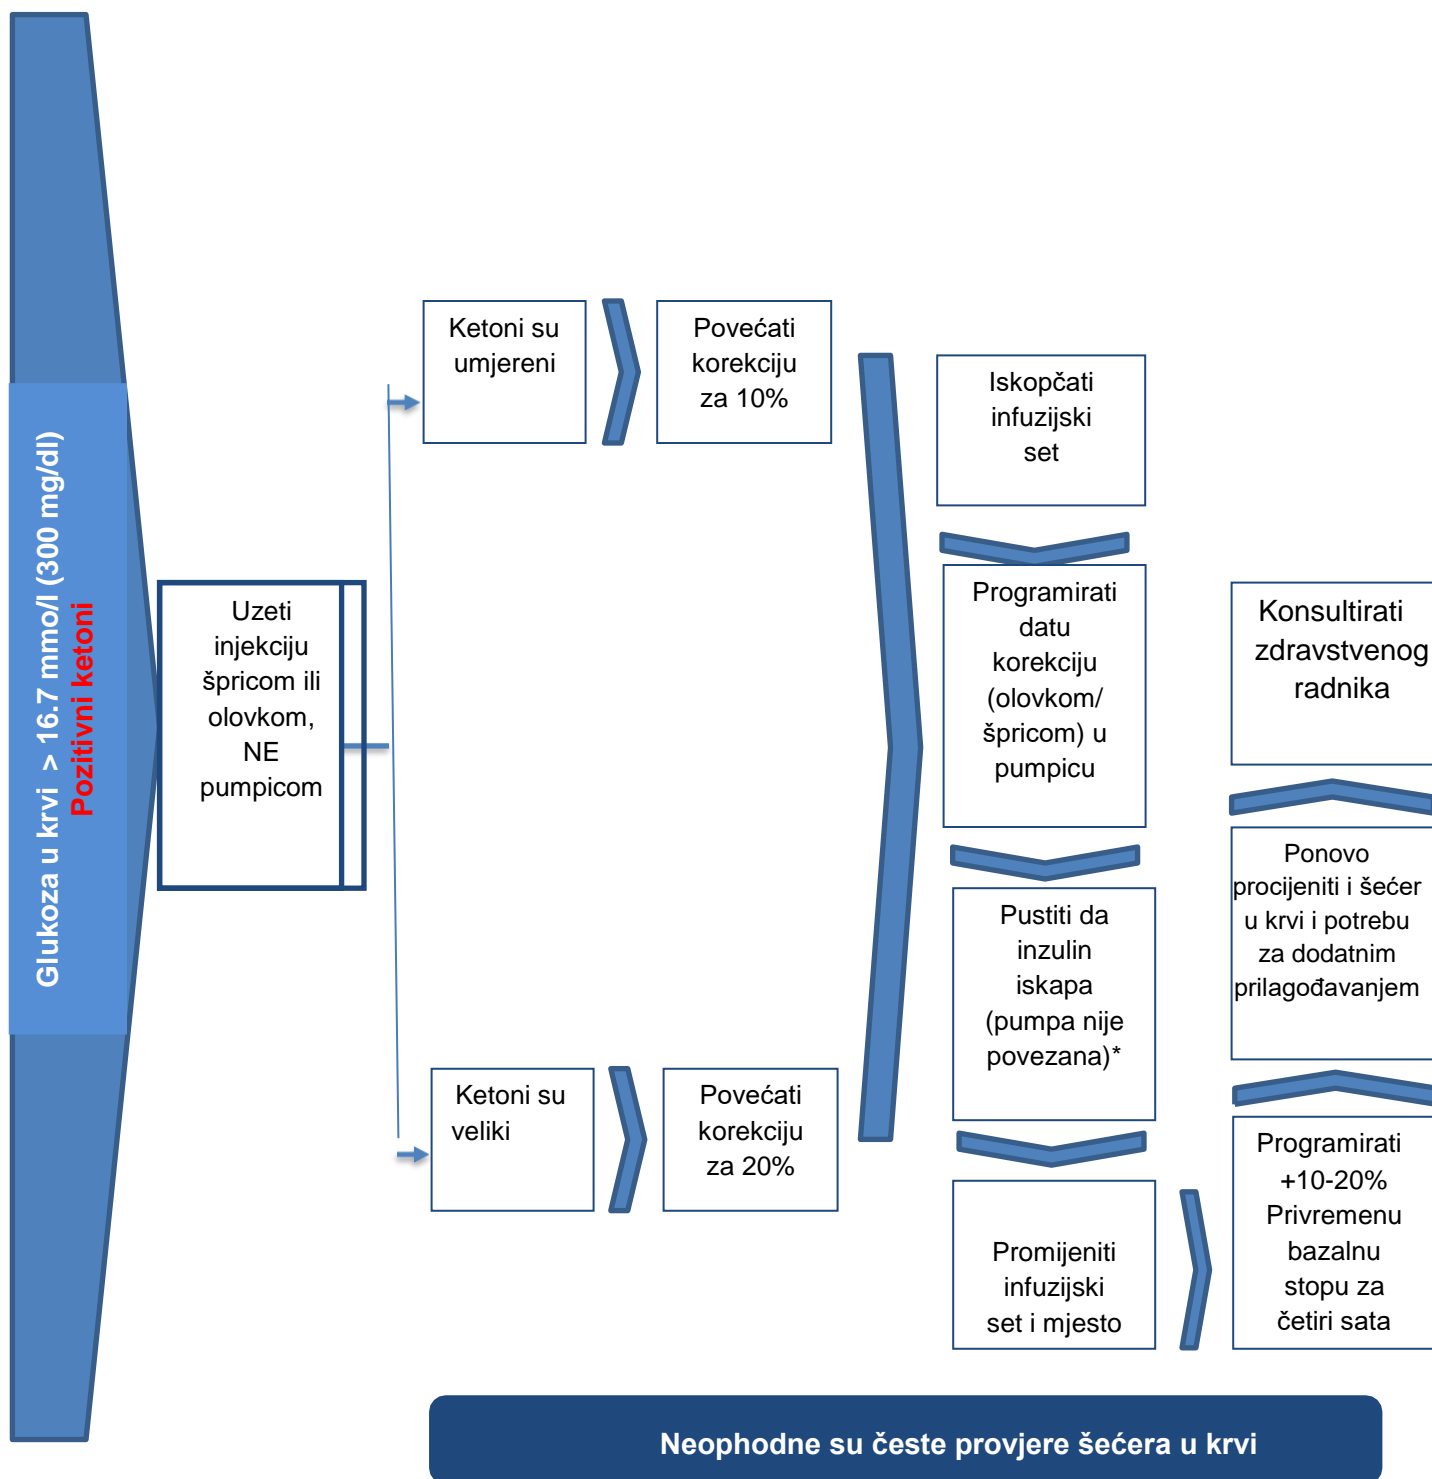 Glukoza u krvi > 16.7 mmo/l (300 mg/dl)
Pozitivni ketoni
Uzeti
injekciju
špricom ili
olovkom,
NE
pumpicom
Ketoni su
umjereni
Povećati
korekciju
za 10%
Ketoni su
veliki
Povećati
korekciju
za 20%
Iskopčati
infuzijski
set
Programirati
datu
korekciju
(olovkom/
špricom) u
pumpicu
Pustiti da
inzulin
iskapa
(pumpa nije
povezana)*
Promijeniti
infuzijski
set i mjesto
Programirati
+10-20%
Privremenu
bazalnu
stopu za
četiri sata
Ponovo
procijeniti i šećer
u krvi i potrebu
za dodatnim
prilagođavanjem
Konsultirati
zdravstvenog
radnika
Neophodne su česte provjere šećera u krvi